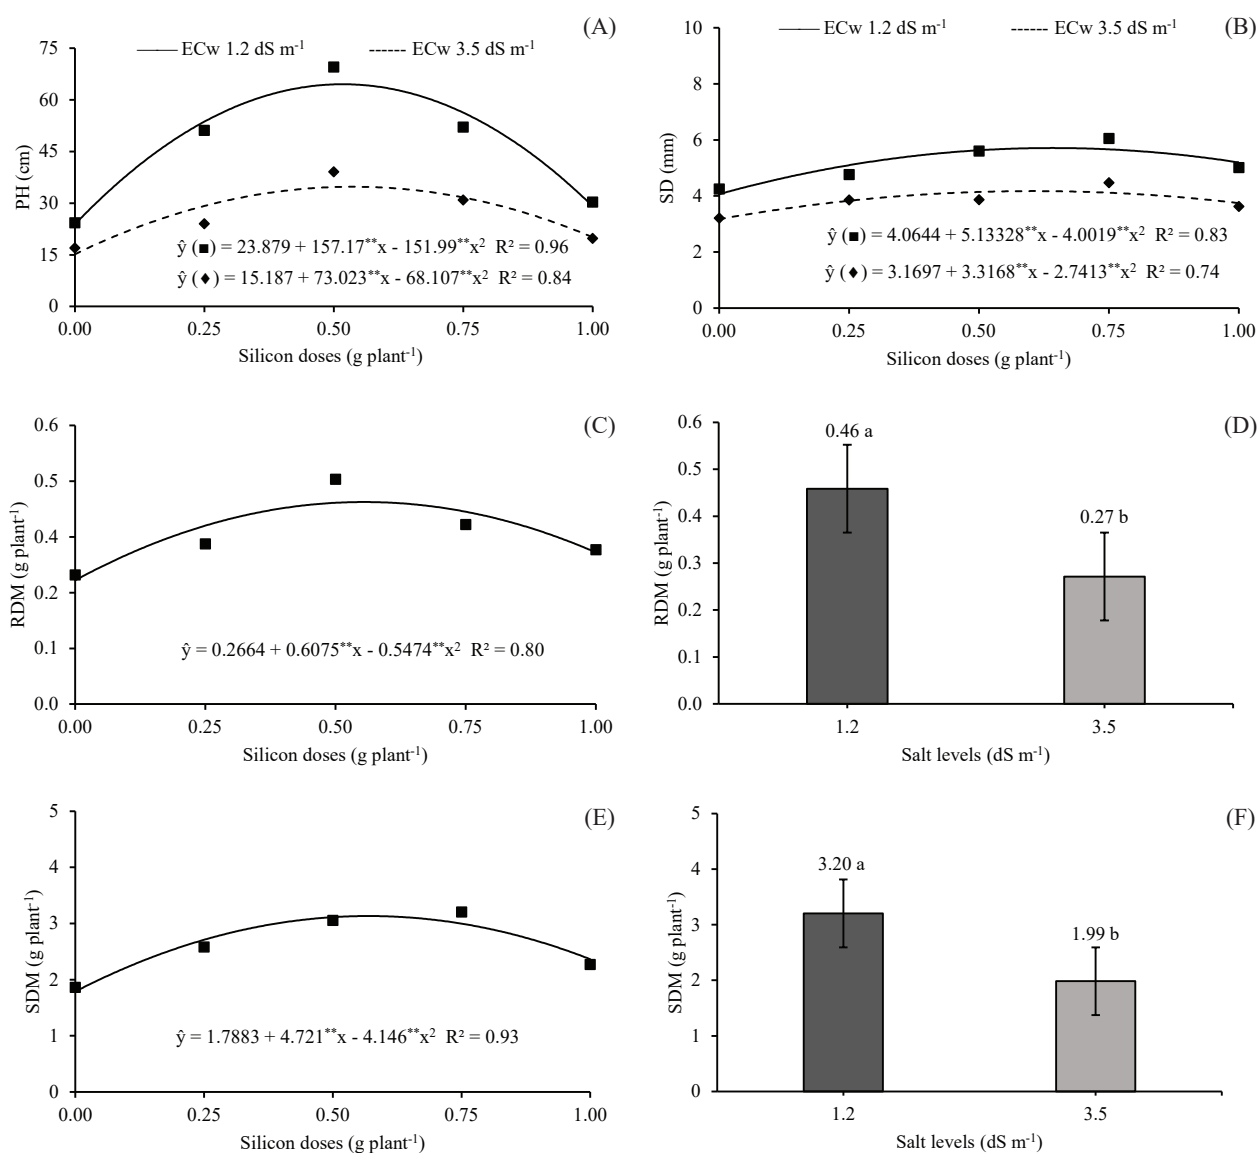 (A)
ECw 1.2 dS m⁻¹ ECw 3.5 dS m⁻¹
75
60
45
30
15
0
PH (cm)
ŷ (■) = 23.879 + 157.17**x - 151.99**x² R² = 0.96
ŷ (♦) = 15.187 + 73.023**x - 68.107**x² R² = 0.84
0.00 0.25 0.50 0.75 1.00
Silicon doses (g plant⁻¹)
(B)
ECw 1.2 dS m⁻¹ ECw 3.5 dS m⁻¹
10
8
6
4
2
0
SD (mm)
ŷ (■) = 4.0644 + 5.13328**x - 4.0019**x² R² = 0.83
ŷ (♦) = 3.1697 + 3.3168**x - 2.7413**x² R² = 0.74
0.00 0.25 0.50 0.75 1.00
Silicon doses (g plant⁻¹)
(C)
0.6
0.5
0.4
0.2
0.1
0.0
RDM (g plant⁻¹)
ŷ = 0.2664 + 0.6075**x - 0.5474**x² R² = 0.80
0.00 0.25 0.50 0.75 1.00
Silicon doses (g plant⁻¹)
(D)
0.6
0.5
0.4
0.3
0.2
0.1
0.0
RDM (g plant⁻¹)
0.46 a
0.27 b
1.2 3.5
Salt levels (dS m⁻¹)
(E)
5
4
3
2
1
0
SDM (g plant⁻¹)
ŷ = 1.7883 + 4.721**x - 4.146**x² R² = 0.93
0.00 0.25 0.50 0.75 1.00
Silicon doses (g plant⁻¹)
(F)
5
4
3
2
1
0
SDM (g plant⁻¹)
3.20 a
1.99 b
1.2 3.5
Salt levels (dS m⁻¹)